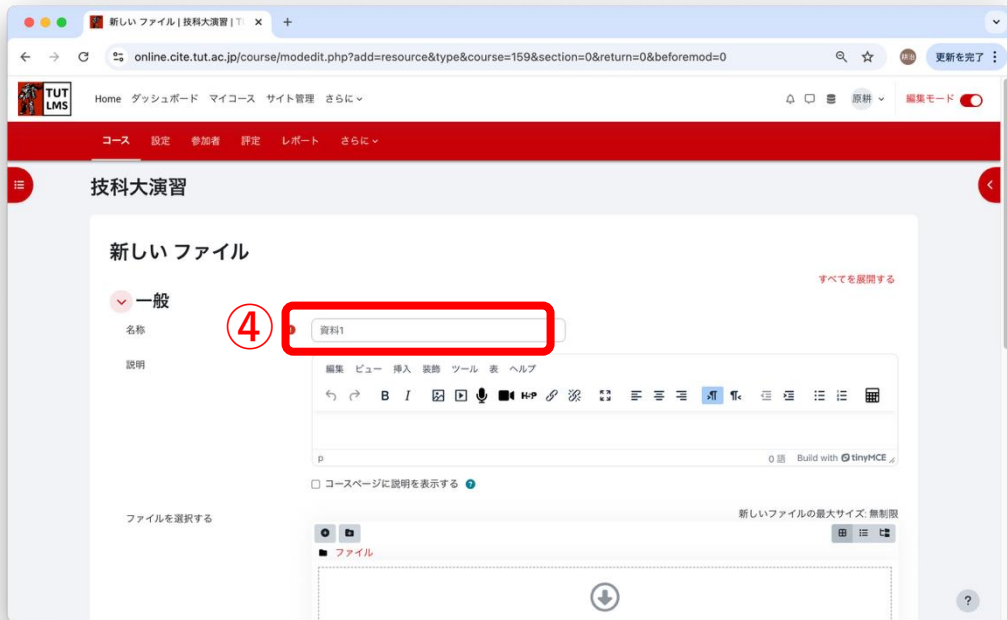 新しい ファイル | 技科大演習 | T
online.cite.tut.ac.jp/course/modedit.php?add=resource&type&course=159&section=0&return=0&beforemod=0
更新を完了
TUT LMS
Home ダッシュボード マイコース サイト管理 さらに
原耕
編集モード
コース 設定 参加者 評定 レポート さらに
技科大演習
新しい ファイル
すべてを展開する
一般
名称
④
資料1
説明
編集 ビュー 挿入 装飾 ツール 表 ヘルプ
B I H-P
p
0 語 Build with tinyMCE
コースページに説明を表示する ?
ファイルを選択する
新しいファイルの最大サイズ: 無制限
ファイル
?